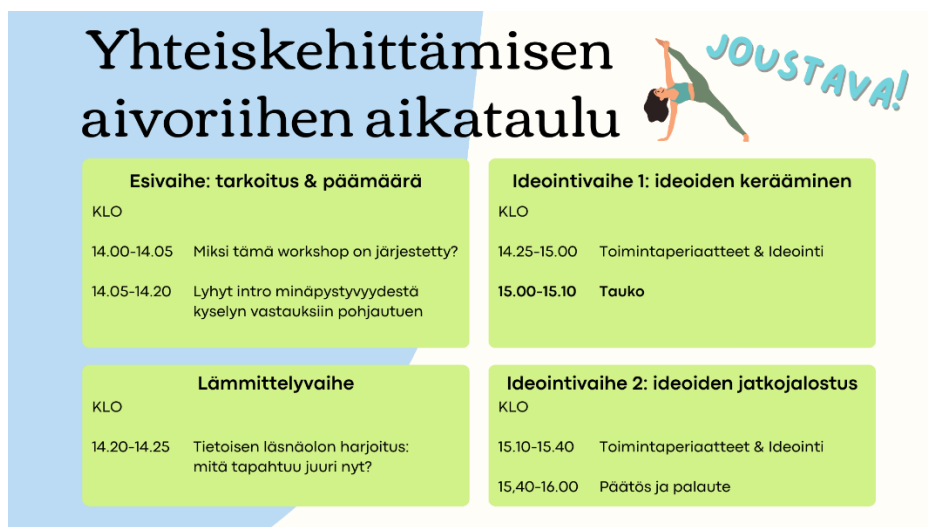 Yhteiskehittämisen
aivoriihen aikataulu
JOUSTAVA!
Esivaihe: tarkoitus & päämäärä
KLO
14.00-14.05 Miksi tämä workshop on järjestetty?
14.05-14.20 Lyhyt intro minäpystyvyydestä
kyselyn vastauksiin pohjautuen
Lämmittelyvaihe
KLO
14.20-14.25 Tietoisen läsnäolon harjoitus:
mitä tapahtuu juuri nyt?
Ideointivaihe 1: ideoiden kerääminen
KLO
14.25-15.00 Toimintaperiaatteet & Ideointi
15.00-15.10 Tauko
Ideointivaihe 2: ideoiden jatkojalostus
KLO
15.10-15.40 Toimintaperiaatteet & Ideointi
15,40-16.00 Päätös ja palaute